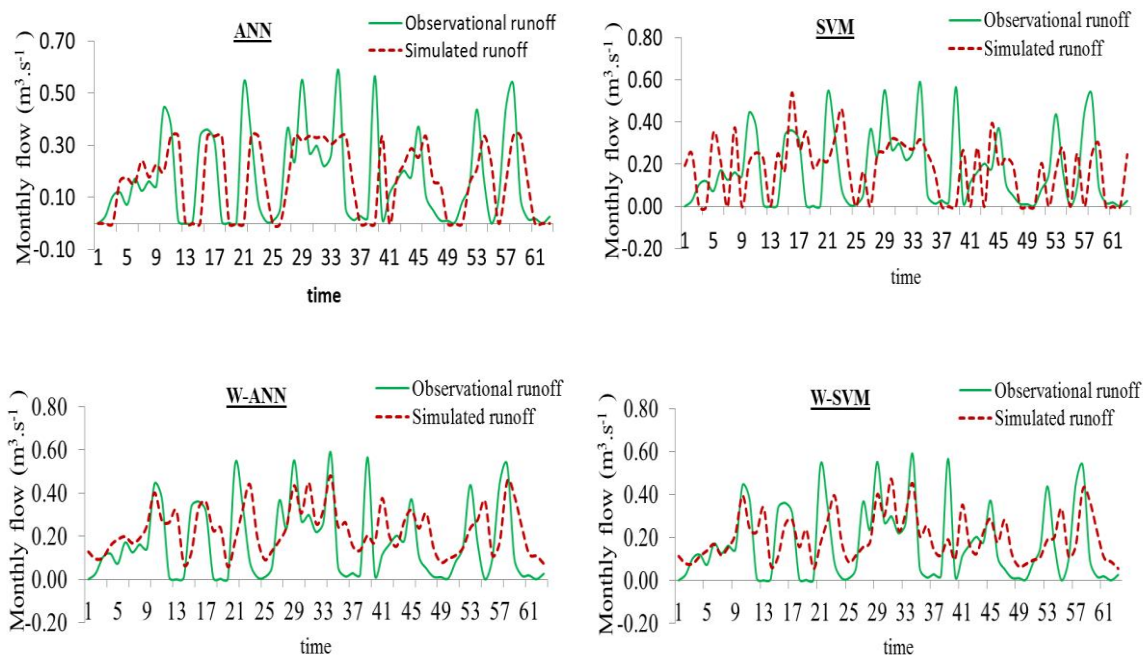 ANN
Observational runoff
Simulated runoff
Monthly flow (m³.s⁻¹)
0.70
0.50
0.30
0.10
-0.10
1 5 9 13 17 21 25 29 33 37 41 45 49 53 57 61
time
SVM
Observational runoff
Simulated runoff
Monthly flow (m³.s⁻¹)
0.80
0.60
0.40
0.20
0.00
-0.20
1 5 9 13 17 21 25 29 33 37 41 45 49 53 57 61
time
W-ANN
Observational runoff
Simulated runoff
Monthly flow (m³.s⁻¹)
0.80
0.60
0.40
0.20
0.00
-0.20
1 5 9 13 17 21 25 29 33 37 41 45 49 53 57 61
time
W-SVM
Observational runoff
Simulated runoff
Monthly flow (m³.s⁻¹)
0.80
0.60
0.40
0.20
0.00
-0.20
1 5 9 13 17 21 25 29 33 37 41 45 49 53 57 61
time